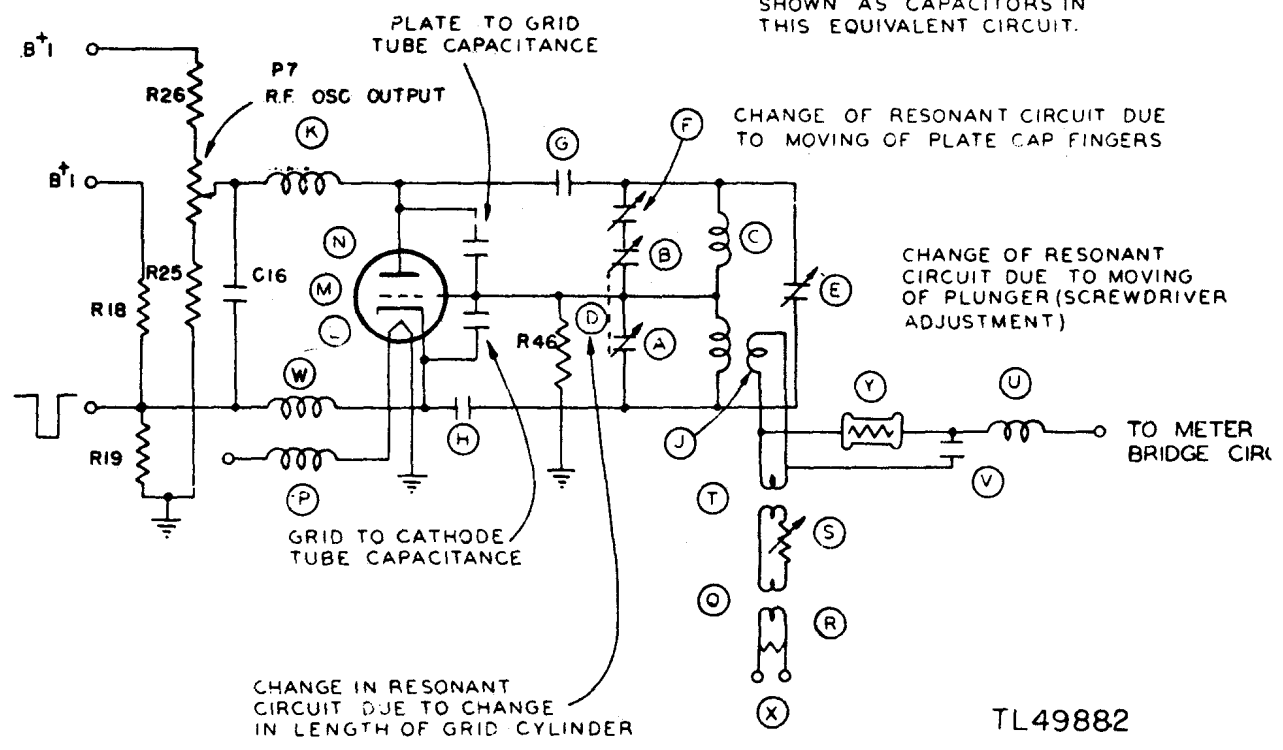 SHOWN AS CAPACITORS IN
THIS EQUIVALENT CIRCUIT.
PLATE TO GRID
TUBE CAPACITANCE
B+1
P7
R.F. OSC OUTPUT
R26
K
G
F
CHANGE OF RESONANT CIRCUIT DUE
TO MOVING OF PLATE CAP FINGERS
B+1
N
B
C
CHANGE OF RESONANT
CIRCUIT DUE TO MOVING
OF PLUNGER (SCREWDRIVER
ADJUSTMENT)
R25
C16
M
E
R18
L
D
R46
A
W
Y
U
H
J
TO METER
BRIDGE
R19
P
T
V
GRID TO CATHODE
TUBE CAPACITANCE
S
Q
R
CHANGE IN RESONANT
CIRCUIT DUE TO CHANGE
IN LENGTH OF GRID CYLINDER
X
TL49882